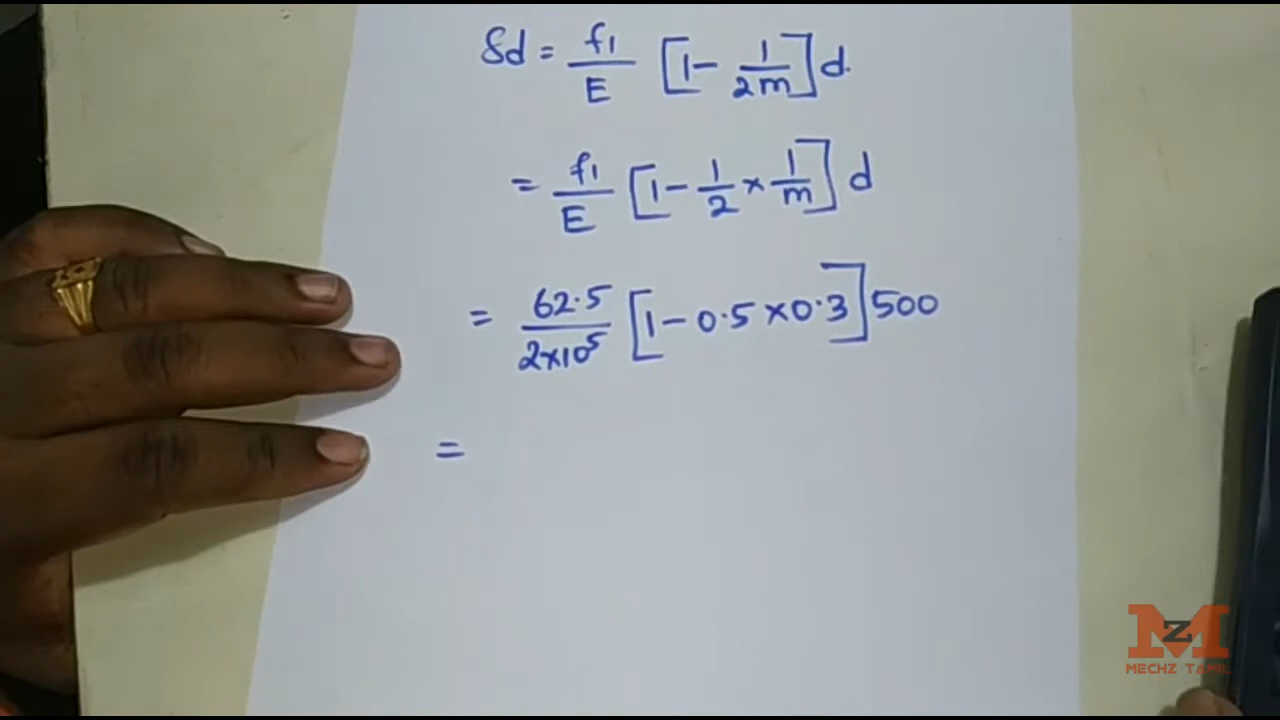 δd = f1/E [1 - 1/2m] d.
= f1/E [1 - 1/2 × 1/m] d
= 62.5/2×10⁵ [1 - 0.5 × 0.3] 500
=
MZ
MECHZ TAMIL